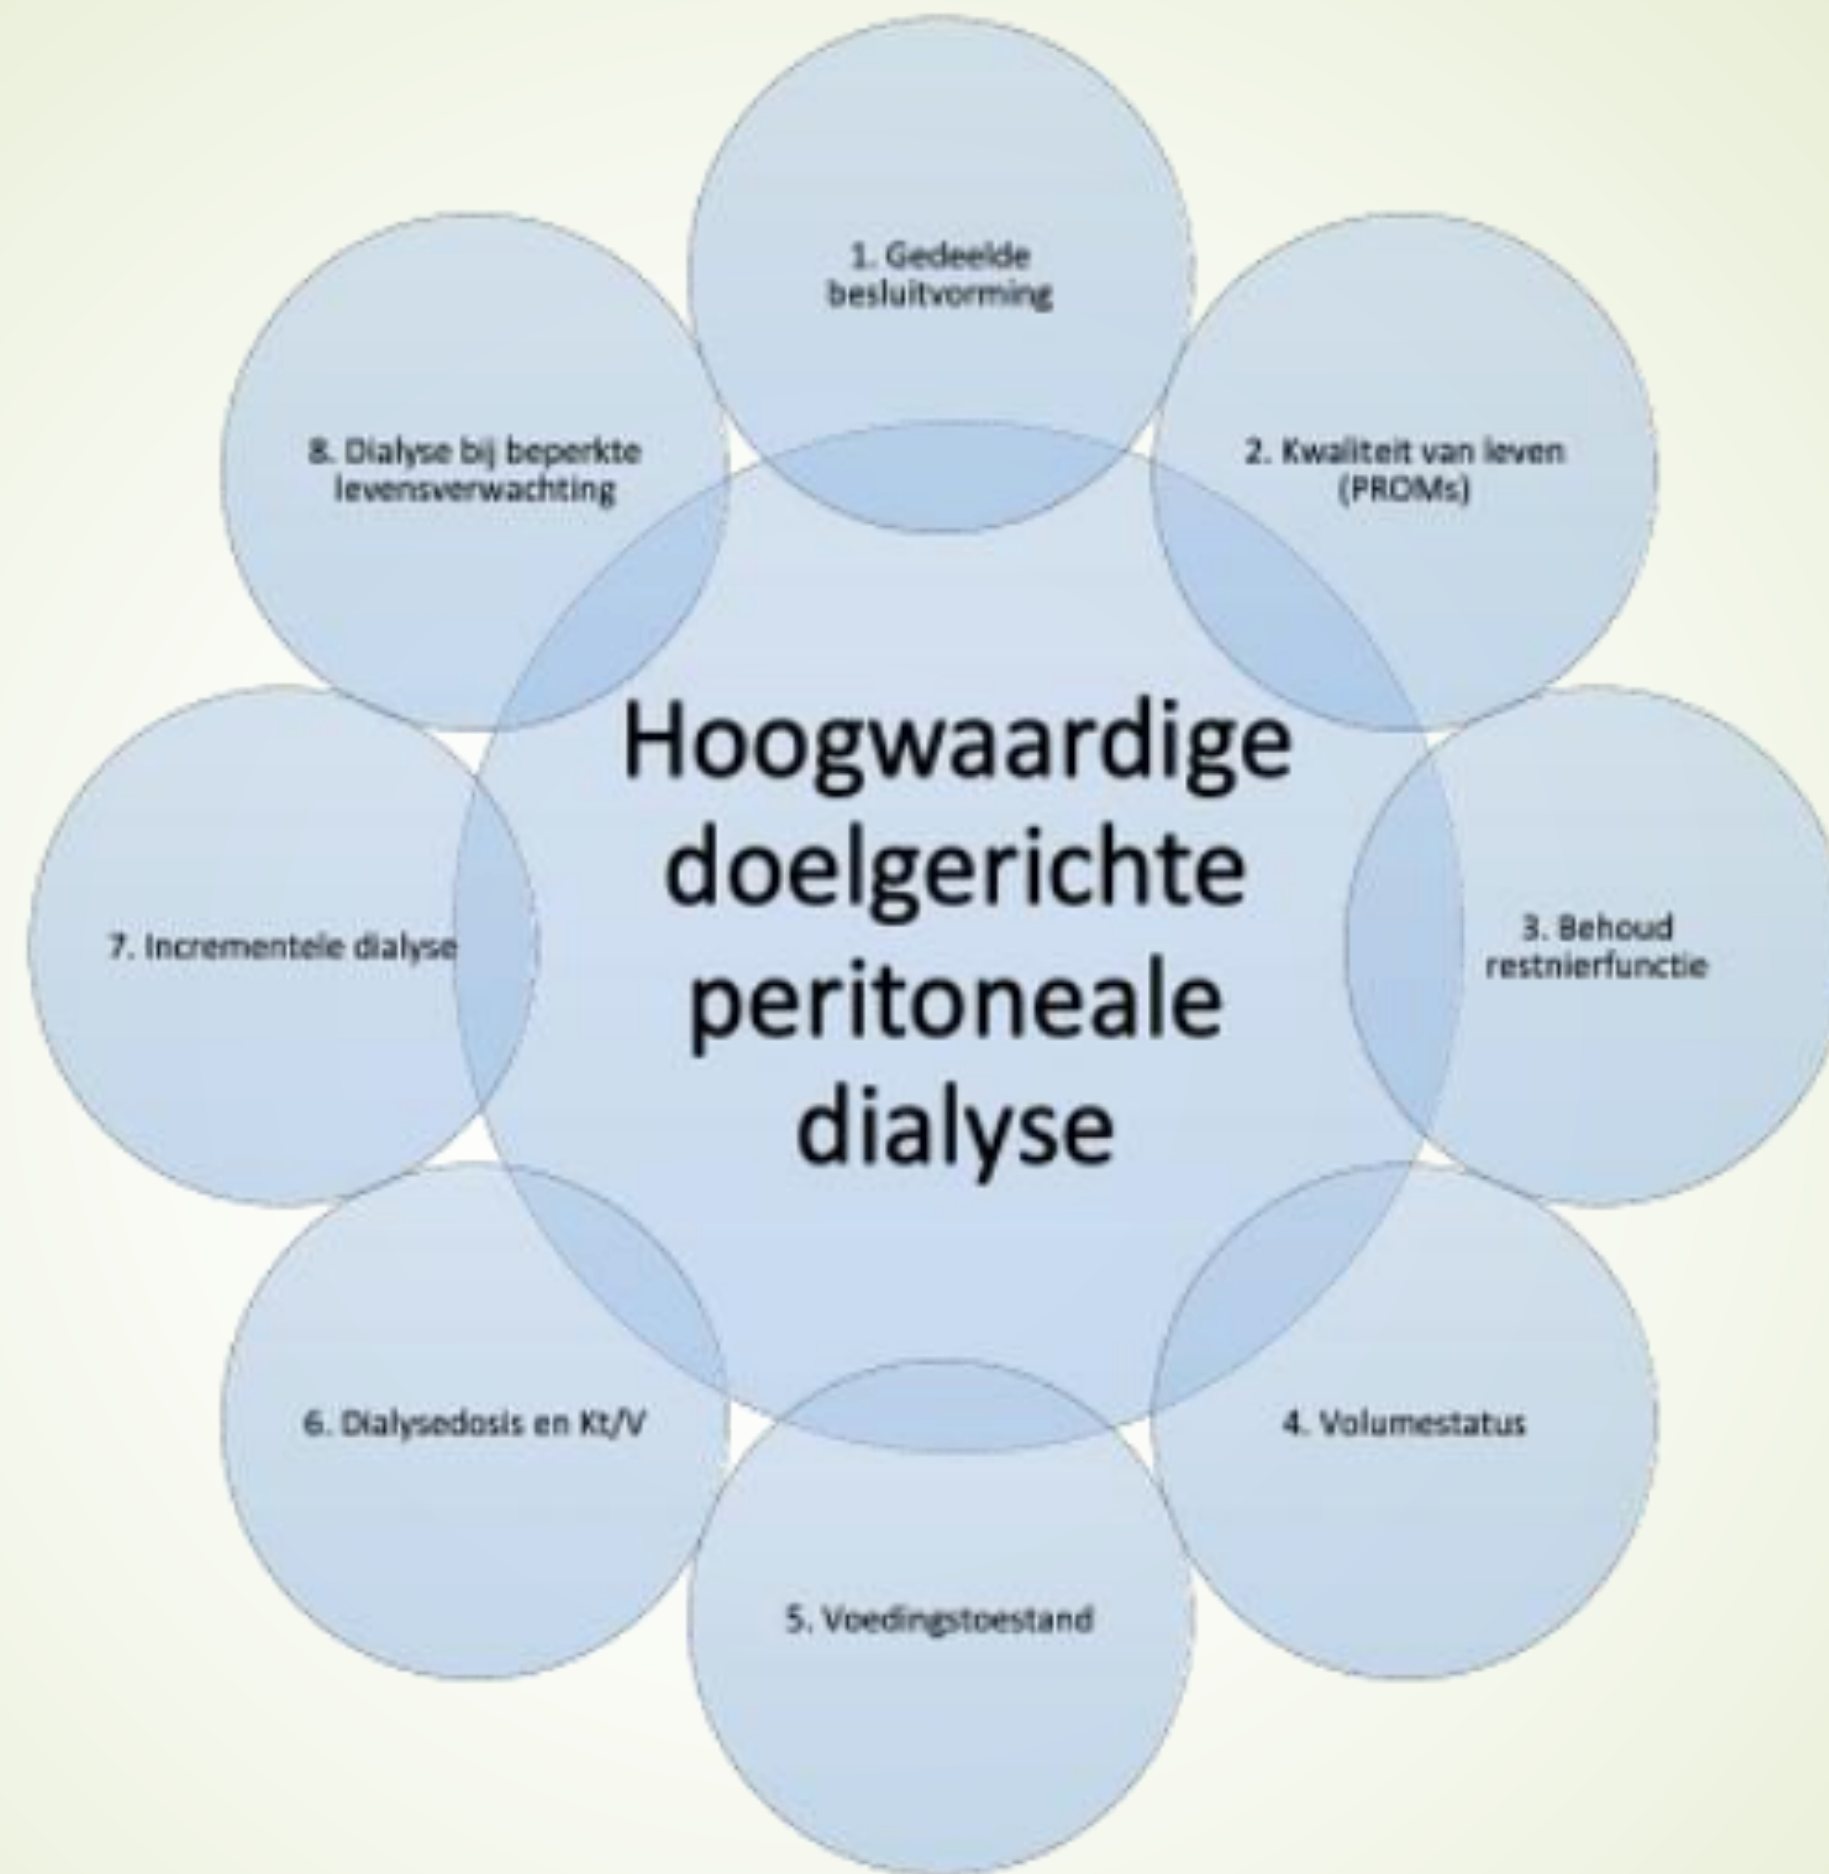 Hoogwaardige
doelgerichte
peritoneale
dialyse
1. Gedeelde
besluitvorming
2. Kwaliteit van leven
(PROMs)
3. Behoud
restnierfunctie
4. Volumestatus
5. Voedingstoestand
6. Dialysedosis en Kt/V
7. Incrementele dialyse
8. Dialyse bij beperkte
levensverwachting